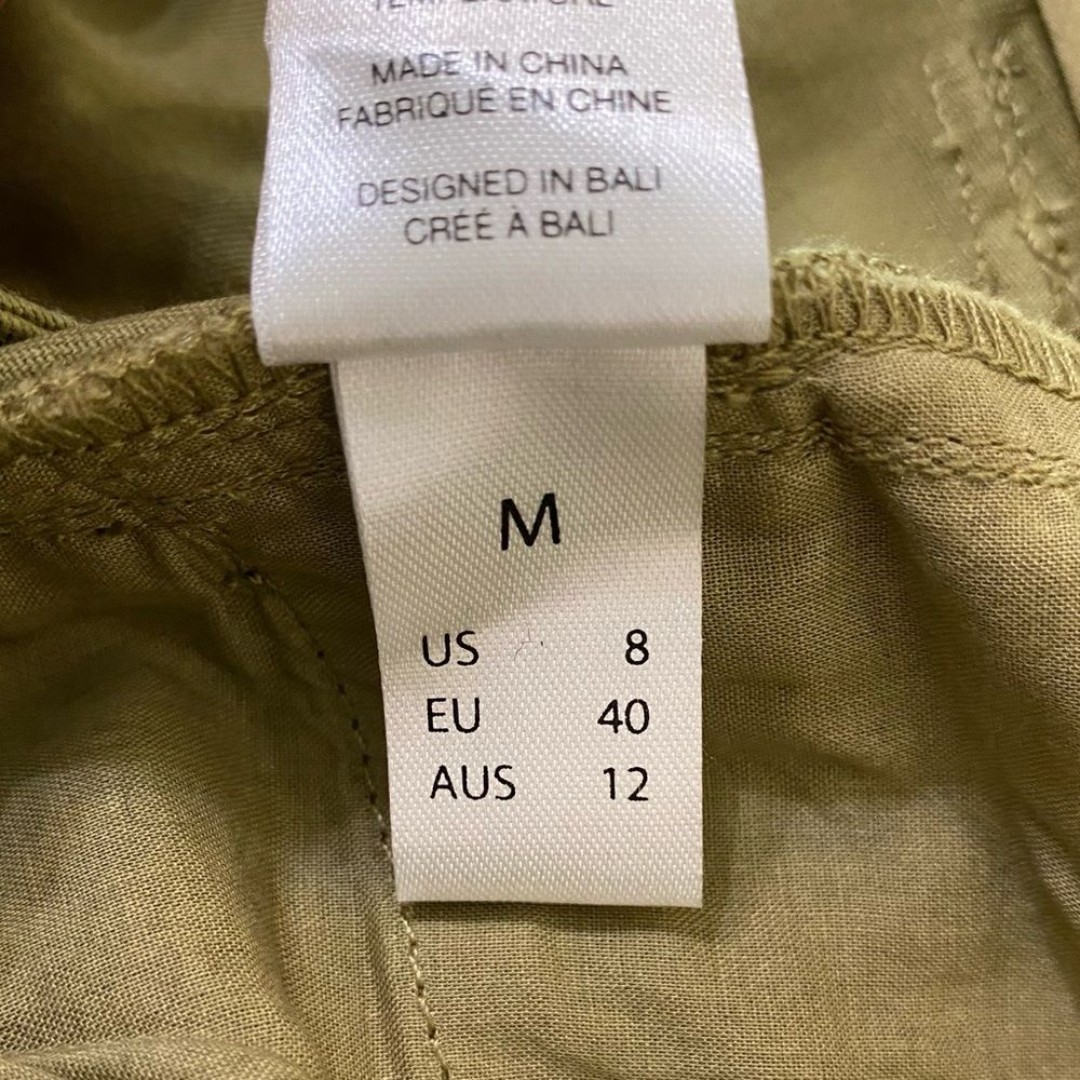 MADE IN CHINA
FABRIQUÉ EN CHINE
DESIGNED IN BALI
CRÉÉ À BALI
M
US 8
EU 40
AUS 12